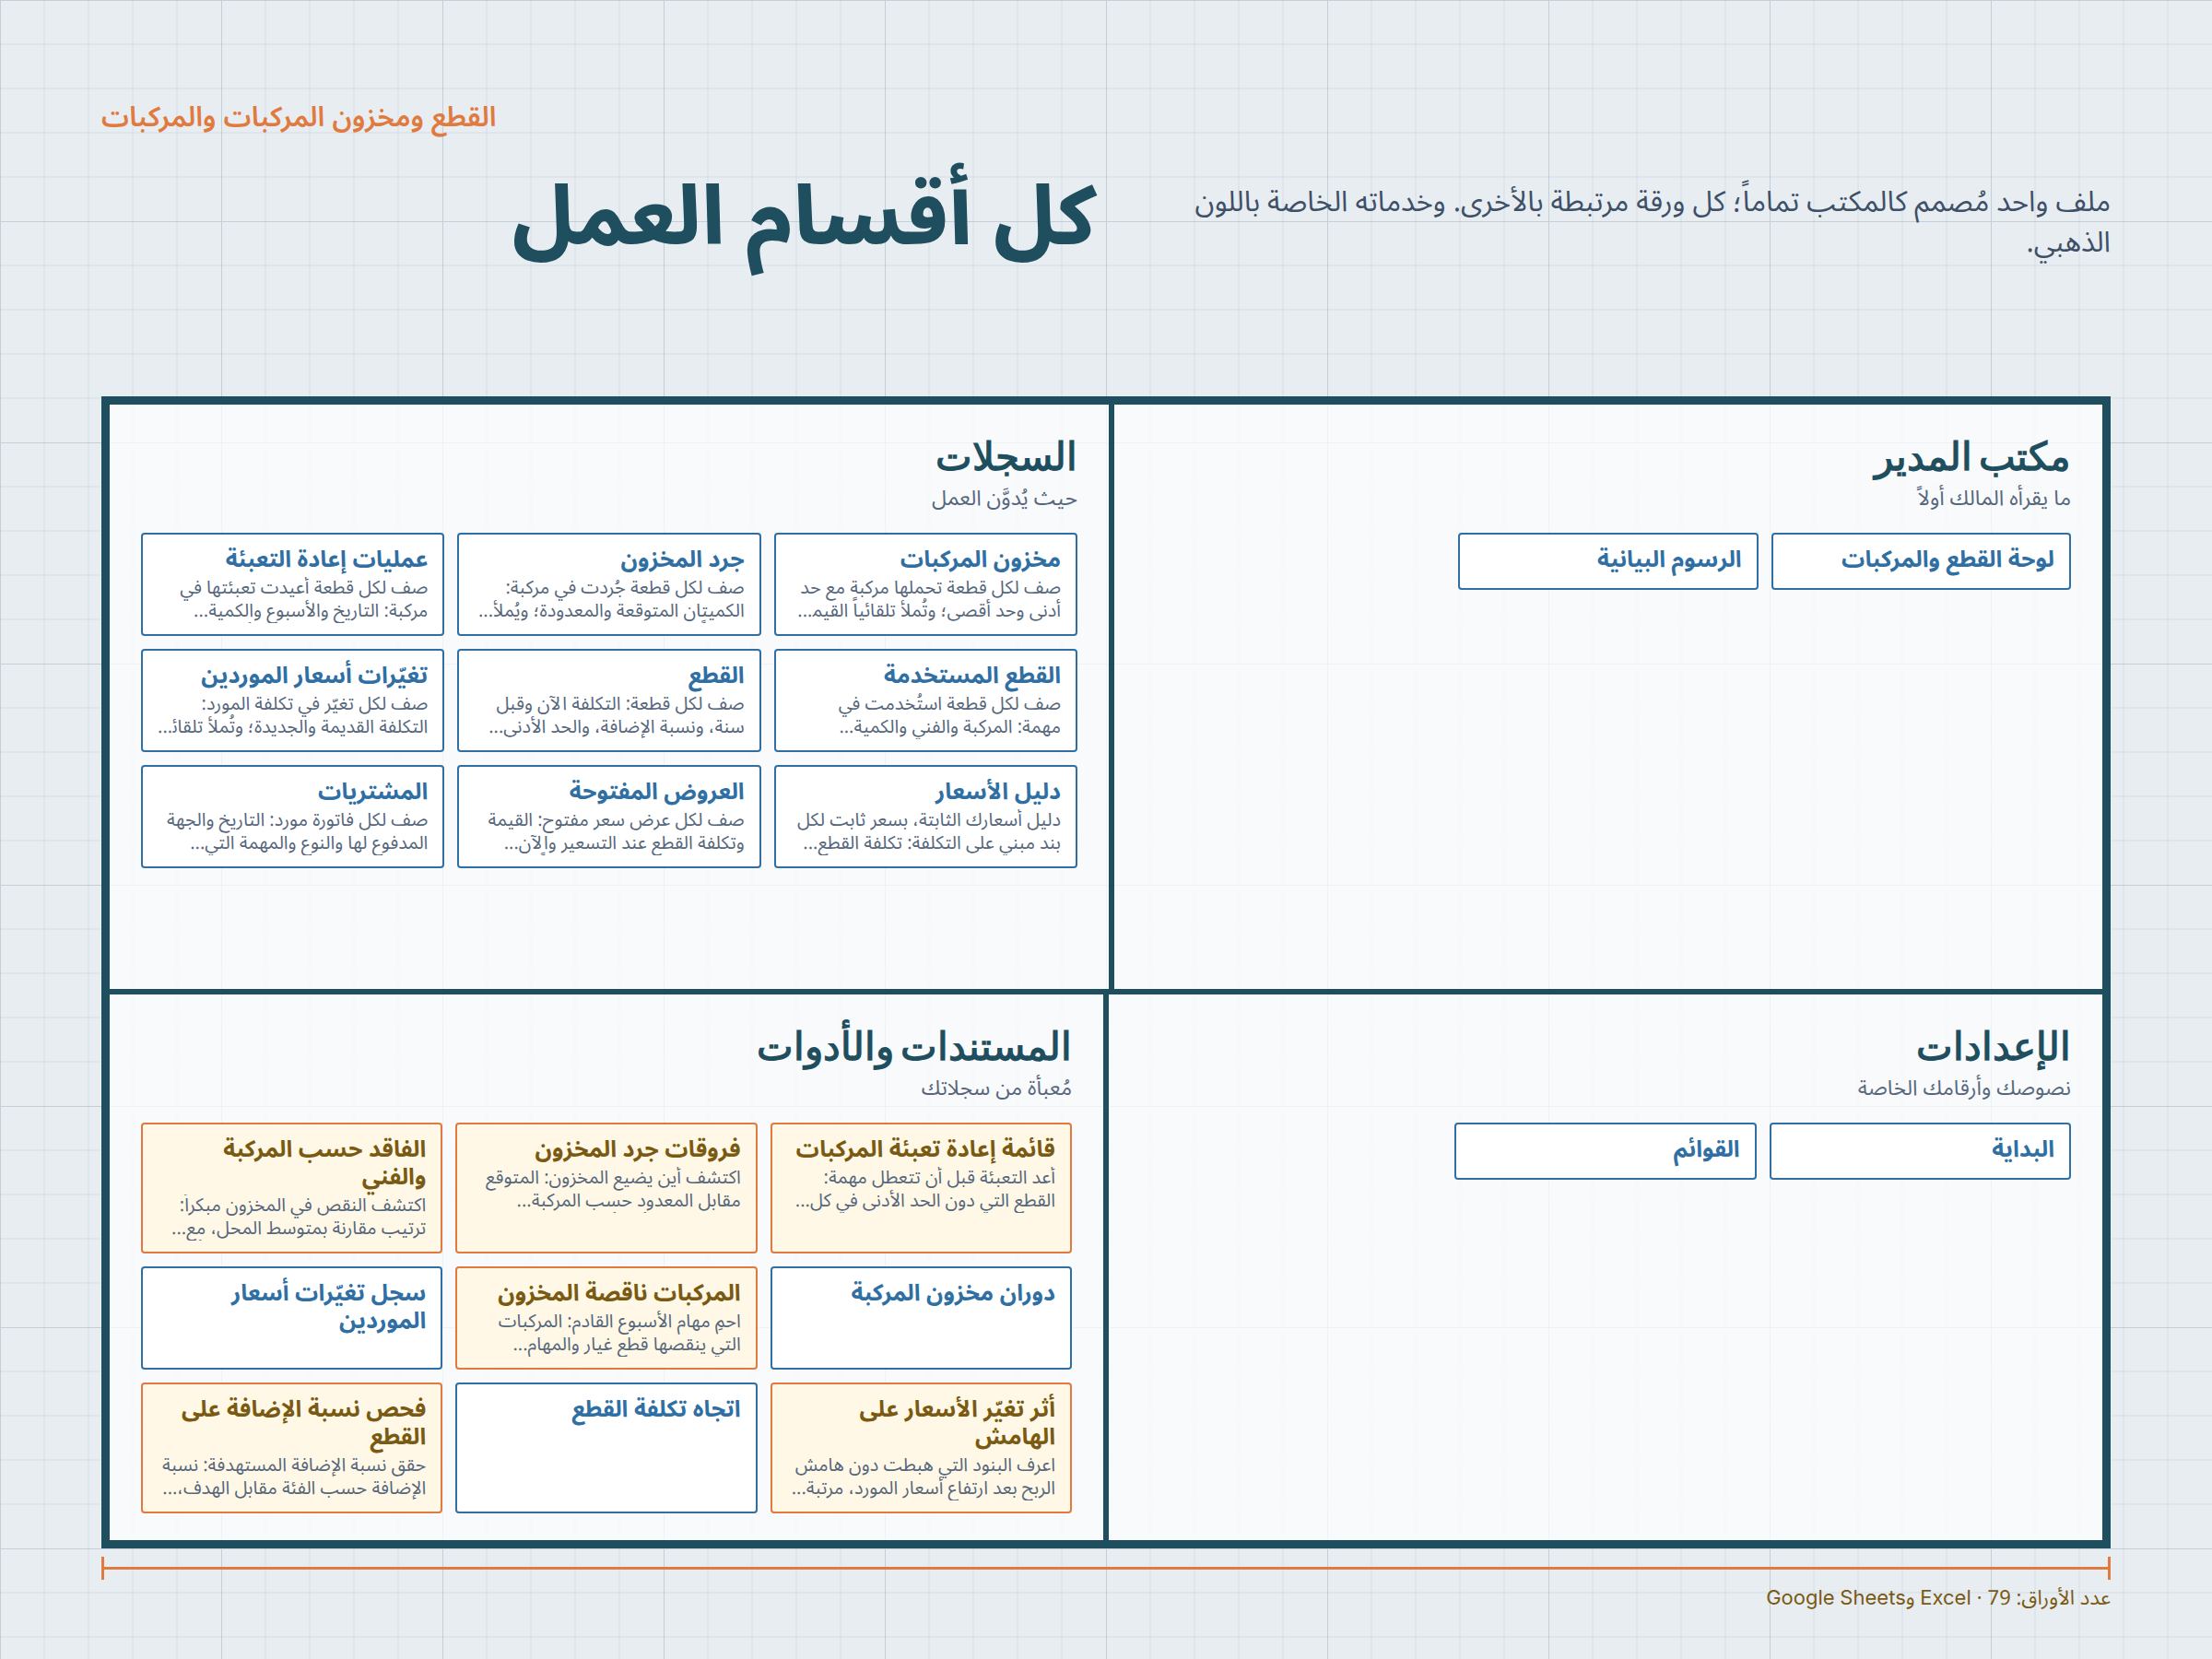 القطع ومخزون المركبات والمركبات
كل أقسام العمل
ملف واحد مُصمم كالمكتب تماماً؛ كل ورقة مرتبطة بالأخرى. وخدماته الخاصة باللون
الذهبي.
مكتب المدير
ما يقرأه المالك أولاً
لوحة القطع والمركبات
الرسوم البيانية
السجلات
حيث يُدوَّن العمل
مخزون المركبات
صف لكل قطعة تحملها مركبة مع حد
أدنى وحد أقصى؛ وتُملأ تلقائياً القيمـ...
جرد المخزون
صف لكل قطعة جُردت في مركبة:
الكميتان المتوقعة والمعدودة؛ ويُملأ...
عمليات إعادة التعبئة
صف لكل قطعة أعيدت تعبئتها في
مركبة: التاريخ والأسبوع والكمية...
القطع المستخدمة
صف لكل قطعة استُخدمت في
مهمة: المركبة والفني والكمية...
القطع
صف لكل قطعة: التكلفة الآن وقبل
سنة، ونسبة الإضافة، والحد الأدنى...
تغيّرات أسعار الموردين
صف لكل تغيّر في تكلفة المورد:
التكلفة القديمة والجديدة؛ وتُملأ تلقائـ...
دليل الأسعار
دليل أسعارك الثابتة، بسعر ثابت لكل
بند مبني على التكلفة: تكلفة القطع...
العروض المفتوحة
صف لكل عرض سعر مفتوح: القيمة
وتكلفة القطع عند التسعير والآن...
المشتريات
صف لكل فاتورة مورد: التاريخ والجهة
المدفوع لها والنوع والمهمة التي...
الإعدادات
نصوصك وأرقامك الخاصة
البداية
القوائم
المستندات والأدوات
مُعبأة من سجلاتك
قائمة إعادة تعبئة المركبات
أعد التعبئة قبل أن تتعطل مهمة:
القطع التي دون الحد الأدنى في كل...
فروقات جرد المخزون
اكتشف أين يضيع المخزون: المتوقع
مقابل المعدود حسب المركبة...
الفاقد حسب المركبة
والفني
اكتشف النقص في المخزون مبكراً:
ترتيب مقارنة بمتوسط المحل، مع...
دوران مخزون المركبة
المركبات ناقصة المخزون
احمِ مهام الأسبوع القادم: المركبات
التي ينقصها قطع غيار والمهام...
سجل تغيّرات أسعار
الموردين
أثر تغيّر الأسعار على
الهامش
اعرف البنود التي هبطت دون هامش
الربح بعد ارتفاع أسعار المورد، مرتبة...
اتجاه تكلفة القطع
فحص نسبة الإضافة على
القطع
حقق نسبة الإضافة المستهدفة: نسبة
الإضافة حسب الفئة مقابل الهدف،...
عدد الأوراق: 79 · Excel وGoogle Sheets